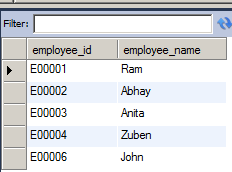 Filter:
employee_id employee_name
E00001 Ram
E00002 Abhay
E00003 Anita
E00004 Zuben
E00006 John